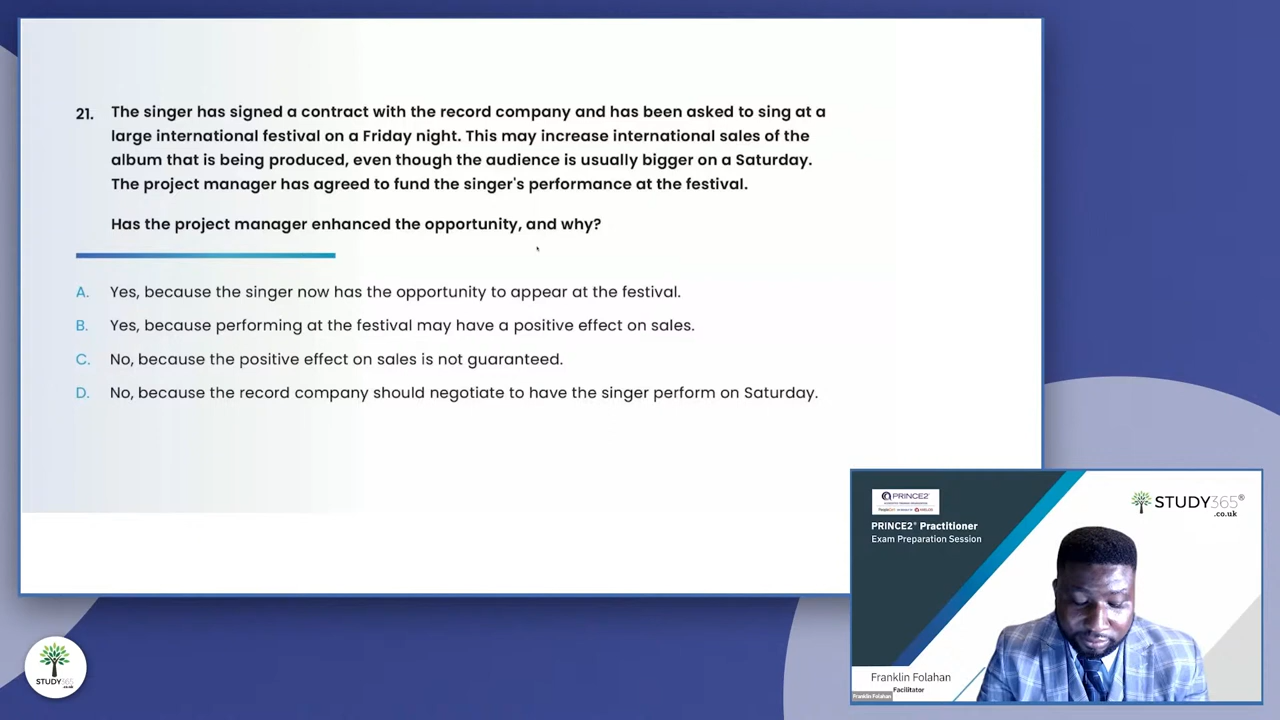 21. The singer has signed a contract with the record company and has been asked to sing at a
large international festival on a Friday night. This may increase international sales of the
album that is being produced, even though the audience is usually bigger on a Saturday.
The project manager has agreed to fund the singer's performance at the festival.
Has the project manager enhanced the opportunity, and why?
A. Yes, because the singer now has the opportunity to appear at the festival.
B. Yes, because performing at the festival may have a positive effect on sales.
C. No, because the positive effect on sales is not guaranteed.
D. No, because the record company should negotiate to have the singer perform on Saturday.
PRINCE2®
PRINCE2® Practitioner
Exam Preparation Session
STUDY365®
.co.uk
Franklin Folahan
Facilitator
Franklin Folahan
STUDY365
.co.uk